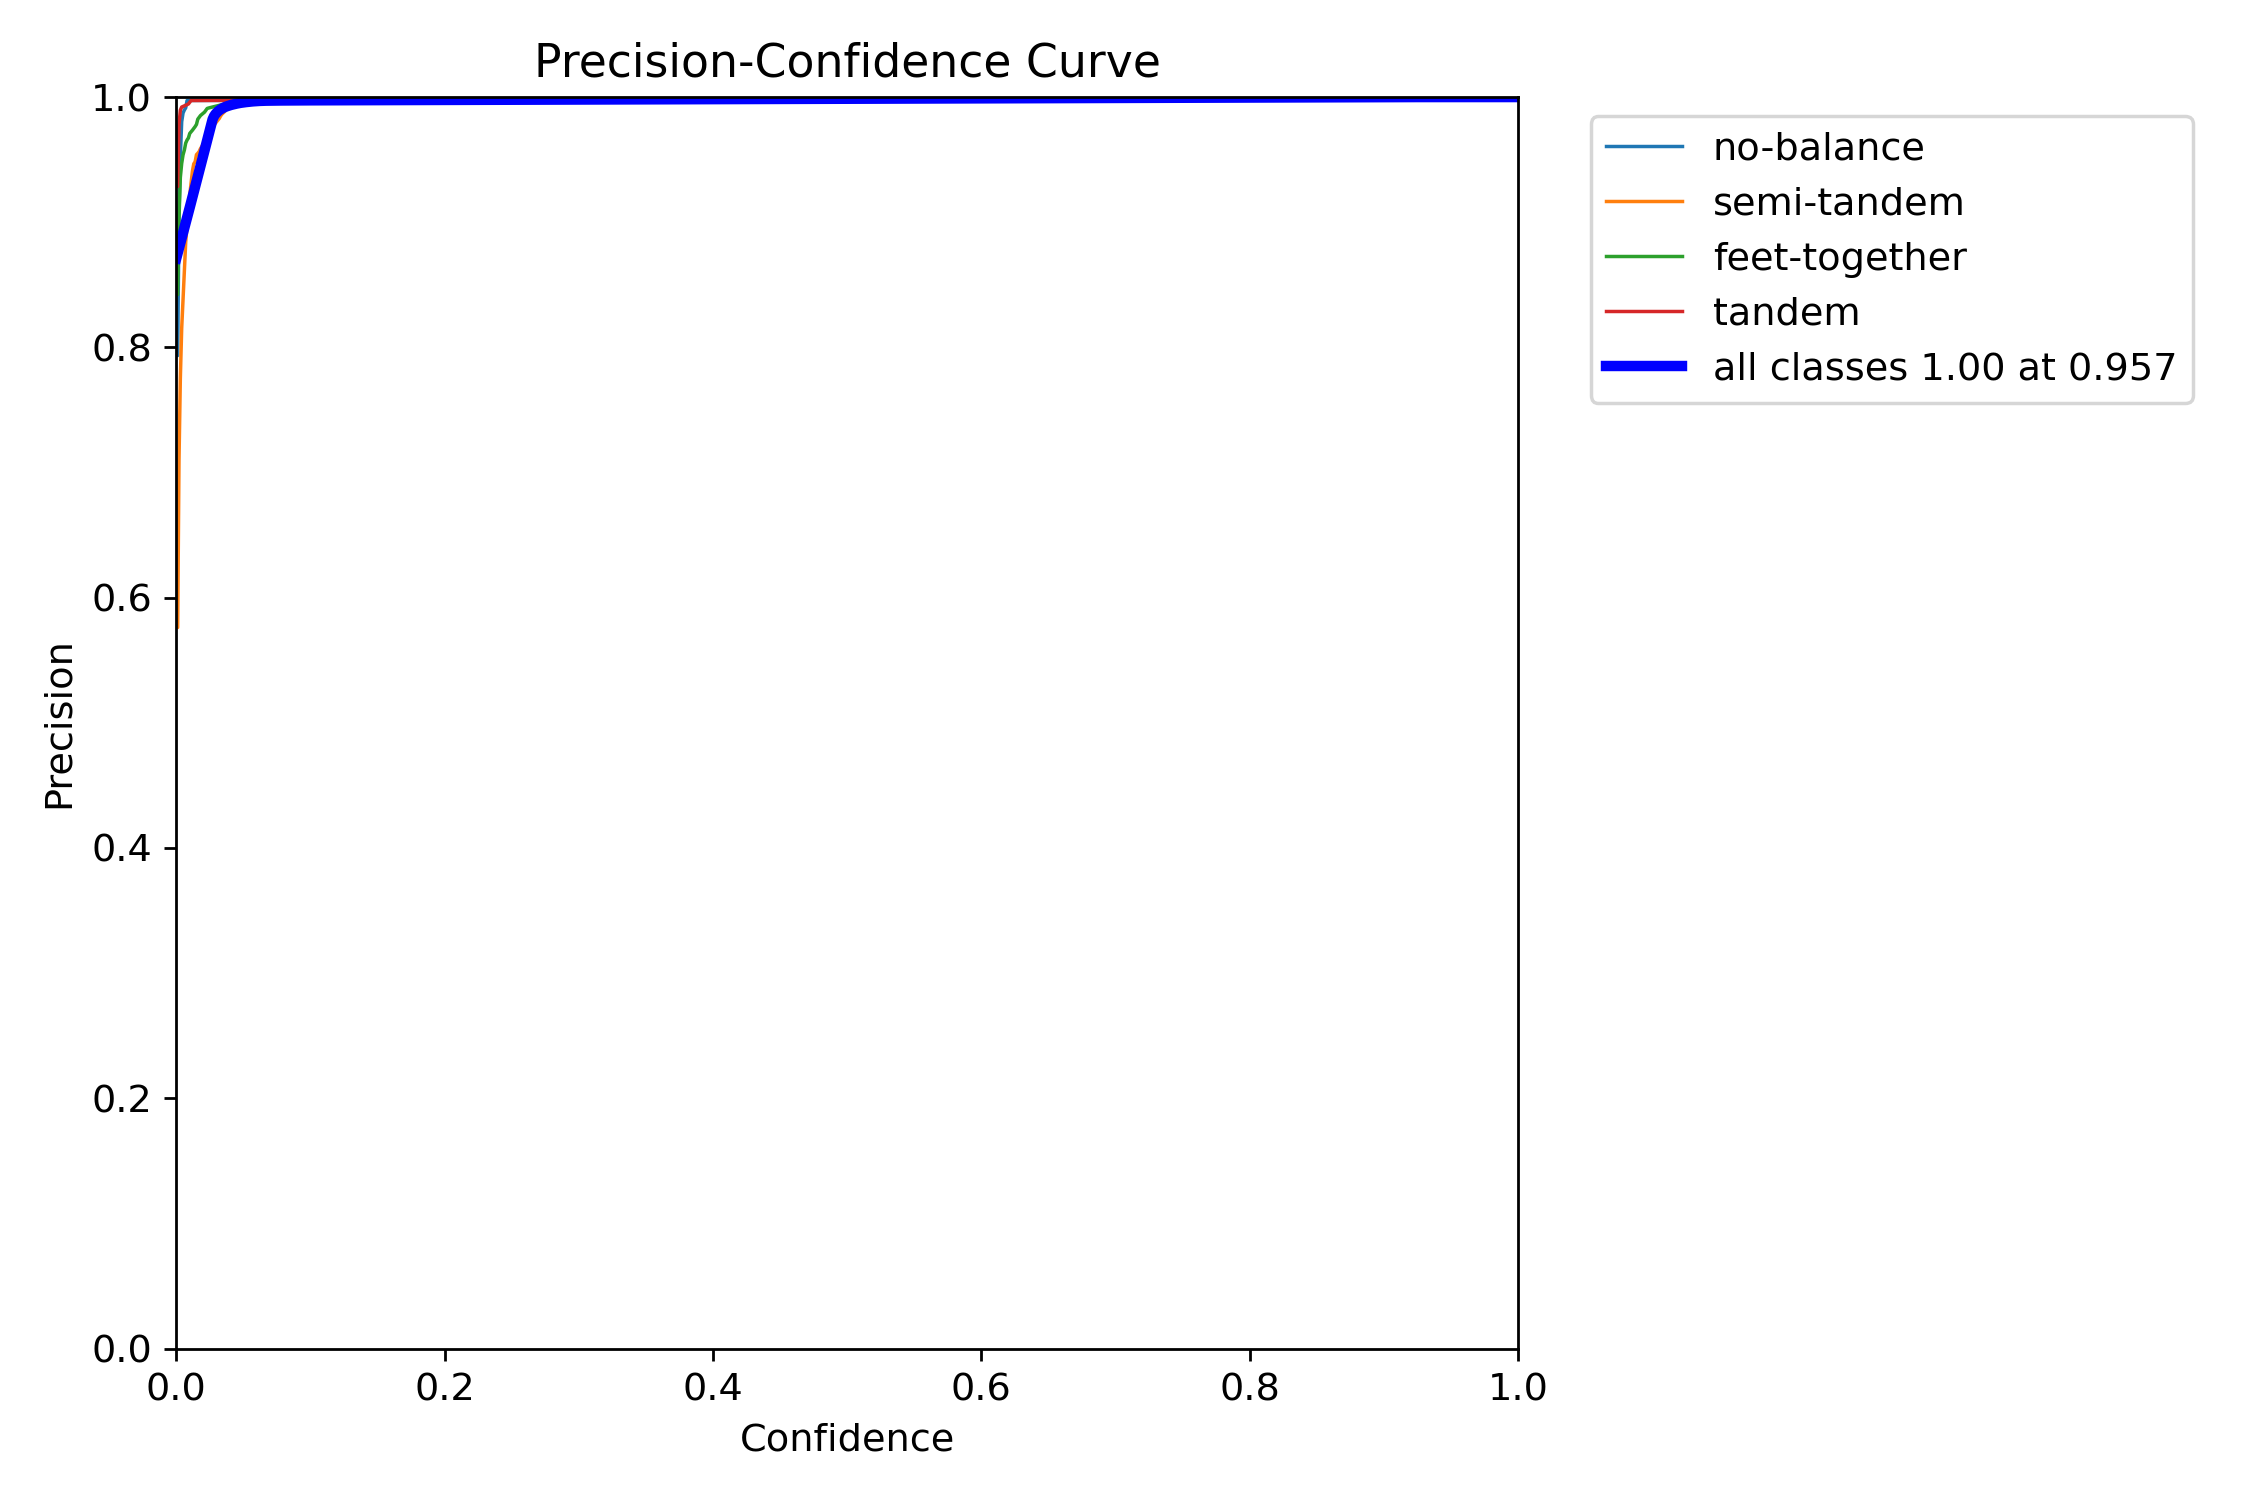 Precision-Confidence Curve
1.0
0.8
0.6
0.4
0.2
0.0
Precision
0.0 0.2 0.4 0.6 0.8 1.0
Confidence
no-balance
semi-tandem
feet-together
tandem
all classes 1.00 at 0.957